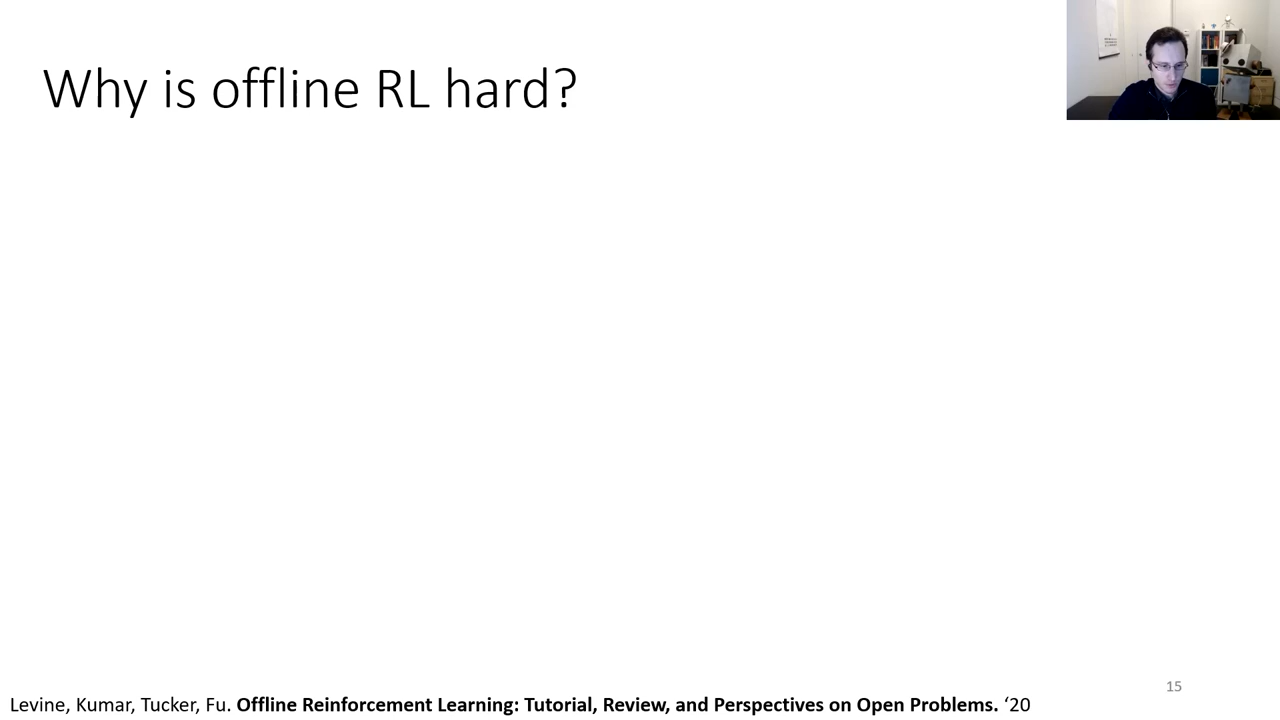 Why is offline RL hard?
15
Levine, Kumar, Tucker, Fu. Offline Reinforcement Learning: Tutorial, Review, and Perspectives on Open Problems. ‘20